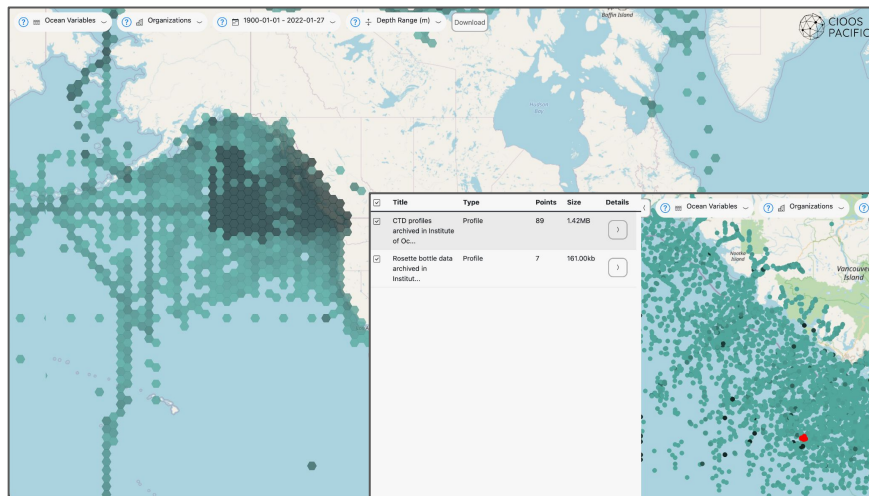 Baffin Island
Ocean Variables
Organizations
1900-01-01 - 2022-01-27
Depth Range (m)
Download
CIOOS
PACIFIC
Hudson
Bay
Title Type Points Size Details
CTD profiles Profile 89 1.42MB
archived in Institute
of Oc...
Rosette bottle data Profile 7 161.00kb
archived in
Institut...
Ocean Variables
Organizations
Nootka
Island
Vancouver
Island